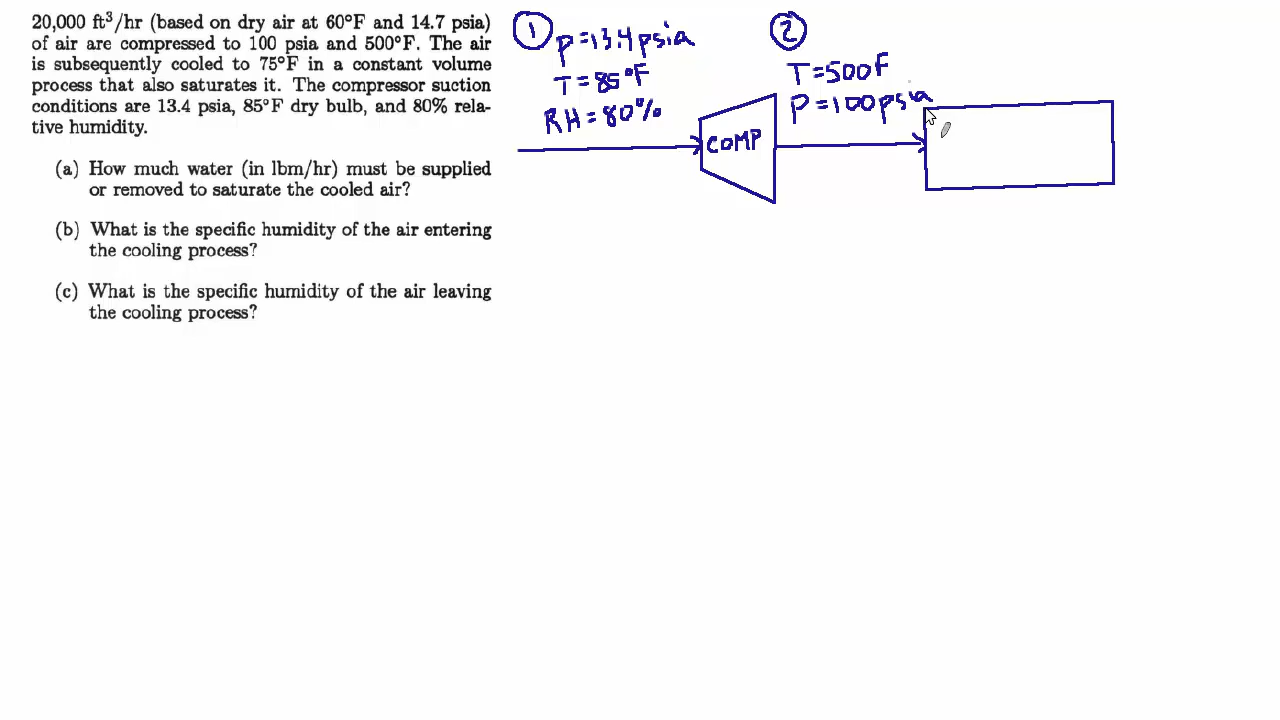 20,000 ft³/hr (based on dry air at 60°F and 14.7 psia)
of air are compressed to 100 psia and 500°F. The air
is subsequently cooled to 75°F in a constant volume
process that also saturates it. The compressor suction
conditions are 13.4 psia, 85°F dry bulb, and 80% rela-
tive humidity.
(a) How much water (in lbm/hr) must be supplied
or removed to saturate the cooled air?
(b) What is the specific humidity of the air entering
the cooling process?
(c) What is the specific humidity of the air leaving
the cooling process?
1
P=13.4psia
T=85°F
RH=80%
COMP
2
T=500F
P=100psia